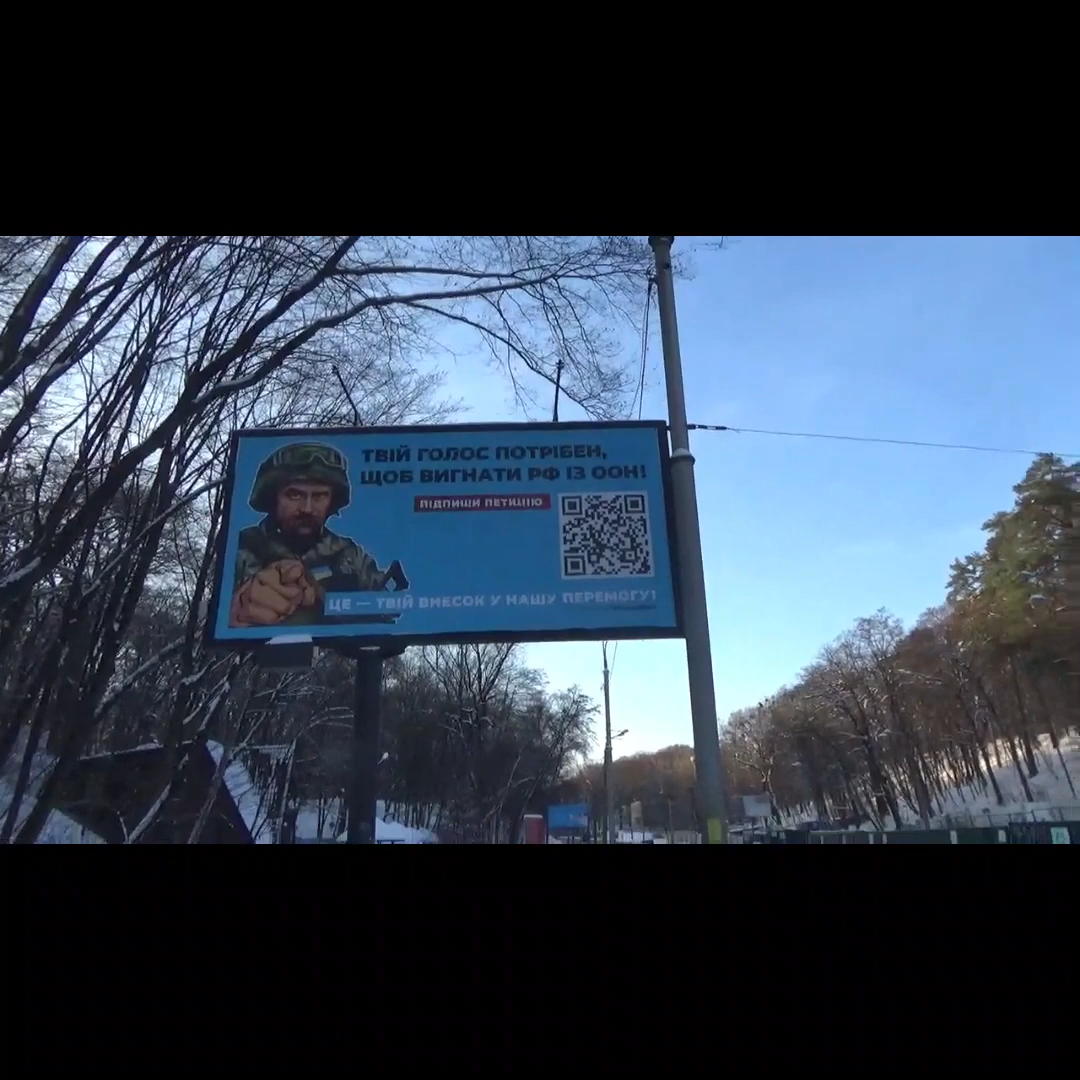 ТВІЙ ГОЛОС ПОТРІБЕН,
ЩОБ ВИГНАТИ РФ ІЗ ООН!
ПІДПИШИ ПЕТИЦІЮ
ЦЕ — ТВІЙ ВНЕСОК У НАШУ ПЕРЕМОГУ!